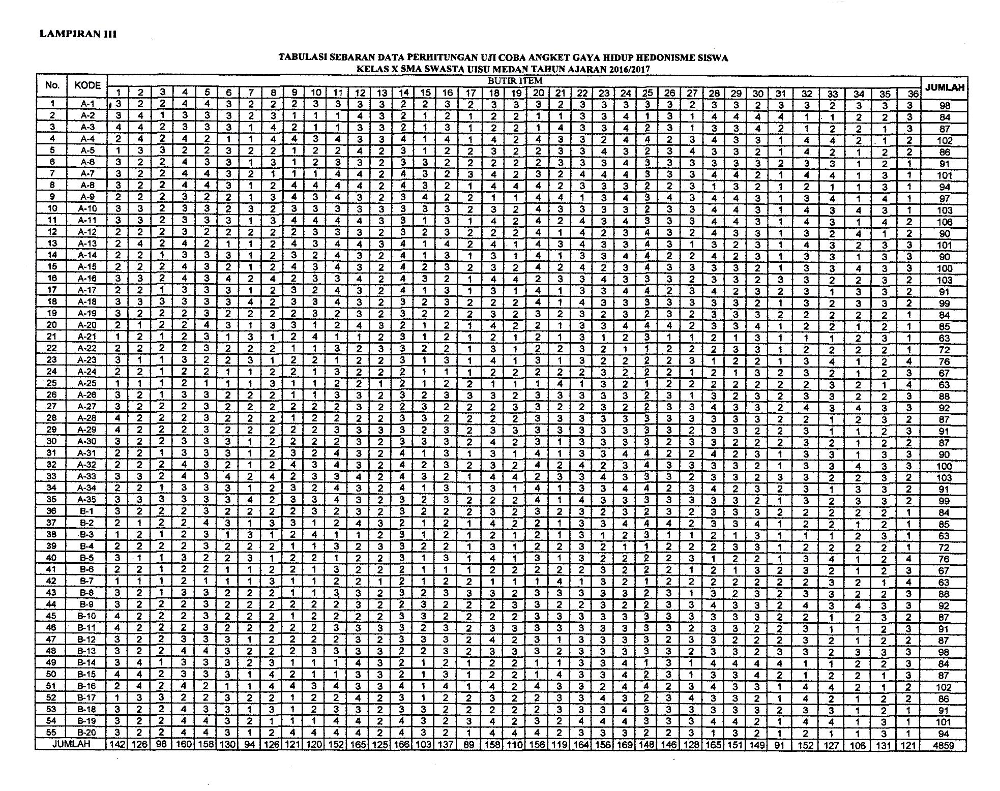 LAMPIRAN III
TABULASI SEBARAN DATA PERHITUNGAN UJI COBA ANGKET GAYA HIDUP HEDONISME SISWA
KELAS X SMA SWASTA UISU MEDAN TAHUN AJARAN 2016/2017
No. KODE BUTIR ITEM JUMLAH
1 2 3 4 5 6 7 8 9 10 11 12 13 14 15 16 17 18 19 20 21 22 23 24 25 26 27 28 29 30 31 32 33 34 35 36
1 A-1 3 2 2 4 4 3 2 2 2 3 3 3 3 2 2 3 2 3 3 3 2 3 3 3 3 3 2 3 3 2 3 3 2 3 3 3 98
2 A-2 3 4 1 3 3 3 2 3 1 1 1 4 3 2 1 2 1 2 2 1 1 3 3 4 1 3 1 4 4 4 4 1 1 2 2 3 84
3 A-3 4 4 2 3 3 3 1 4 2 1 1 3 3 2 1 3 1 2 2 1 4 3 3 4 2 3 1 3 3 4 2 1 2 2 1 3 87
4 A-4 2 4 2 4 2 1 1 4 4 3 4 3 3 4 1 4 1 4 2 4 3 3 2 4 4 2 3 4 3 3 1 4 4 2 1 2 102
5 A-5 1 3 3 2 2 3 2 2 1 2 2 4 2 3 1 2 2 3 2 2 3 3 4 3 2 3 4 3 3 2 1 4 2 1 2 2 86
6 A-6 3 2 2 4 3 3 1 3 1 2 3 3 2 3 3 2 2 2 2 2 3 3 3 4 3 3 3 3 3 3 2 3 3 1 2 1 91
7 A-7 3 2 2 4 4 3 2 1 1 1 4 4 2 4 3 2 3 4 2 3 2 4 4 4 3 3 3 4 4 2 1 4 4 1 3 1 101
8 A-8 3 2 2 4 4 3 1 2 4 4 4 4 2 4 3 2 1 4 4 4 2 3 3 3 2 2 3 1 3 2 1 2 1 1 3 1 94
9 A-9 2 2 2 3 2 2 1 3 4 3 4 3 2 3 4 2 2 1 1 4 4 1 3 4 3 4 3 4 4 3 1 3 4 1 4 1 97
10 A-10 3 3 2 3 3 2 3 2 3 3 3 3 3 3 3 3 2 3 2 4 3 3 3 3 2 3 3 4 4 3 1 4 3 4 3 1 103
11 A-11 3 3 2 3 3 3 1 3 4 4 4 4 3 3 1 3 1 4 2 4 2 4 3 4 3 3 3 4 4 3 1 4 3 1 4 2 106
12 A-12 2 2 2 3 2 2 2 2 2 3 3 3 2 3 2 3 2 2 2 4 1 4 2 3 4 3 2 4 3 3 1 3 2 4 1 2 90
13 A-13 2 4 2 4 2 1 1 2 4 3 4 4 3 4 1 4 2 4 1 4 3 4 3 3 4 3 1 3 2 3 1 4 3 2 3 3 101
14 A-14 2 2 1 3 3 3 1 2 3 2 4 3 2 4 1 3 1 3 1 4 1 3 3 4 4 2 2 4 2 3 1 3 3 1 3 3 90
15 A-15 2 2 2 4 3 2 1 2 4 3 4 3 2 4 2 3 2 3 2 4 2 4 2 3 4 3 3 3 3 2 1 3 3 4 3 3 100
16 A-16 3 3 2 4 3 4 2 4 2 3 3 4 2 4 3 2 1 4 4 2 3 3 4 3 3 3 2 3 3 2 3 3 2 2 3 2 103
17 A-17 2 2 1 3 3 3 1 2 3 2 4 3 2 4 1 3 1 3 1 4 1 3 3 4 4 2 3 4 2 3 2 3 1 3 3 2 91
18 A-18 3 3 3 3 3 3 4 2 3 3 4 3 2 3 2 3 2 2 2 4 1 4 3 3 3 3 3 3 3 2 1 3 2 3 3 2 99
19 A-19 3 2 2 2 3 2 2 2 2 3 2 3 2 3 2 2 2 3 2 3 2 3 2 3 2 3 2 3 3 3 2 2 2 2 2 1 84
20 A-20 2 1 2 2 4 3 1 3 3 1 2 4 3 2 1 2 1 4 2 2 1 3 3 4 4 4 2 3 3 4 1 2 2 1 2 1 85
21 A-21 1 2 1 2 3 1 3 1 2 4 1 1 2 3 1 2 1 2 1 2 1 3 1 2 3 1 1 2 1 3 1 1 1 2 3 1 63
22 A-22 2 2 2 2 3 2 2 2 1 1 3 2 3 3 2 2 1 3 1 2 2 3 2 1 1 2 2 2 3 3 1 2 2 2 2 1 72
23 A-23 3 1 1 3 2 2 3 1 2 2 1 2 2 3 1 3 1 4 1 3 1 3 2 2 2 2 3 1 2 2 1 3 4 1 2 4 76
24 A-24 2 2 1 2 2 1 1 2 2 1 3 2 2 2 1 1 1 2 2 2 2 2 3 2 2 2 1 2 1 3 2 3 2 1 2 3 67
25 A-25 1 1 1 2 1 1 1 3 1 1 2 2 1 2 1 2 2 1 1 1 4 1 3 2 1 2 2 2 2 2 2 2 3 2 1 4 63
26 A-26 3 2 1 3 3 2 2 2 1 1 3 3 2 3 2 3 3 3 2 3 3 3 3 3 2 3 1 3 2 3 2 3 3 2 2 3 88
27 A-27 3 2 2 2 3 2 2 2 2 2 2 3 2 2 3 2 2 2 3 3 2 2 3 2 2 3 3 4 3 3 2 4 3 4 3 3 92
28 A-28 4 2 2 2 3 2 2 2 1 2 2 2 2 3 3 2 2 2 2 3 3 3 3 3 3 3 3 3 3 3 2 2 1 2 3 2 87
29 A-29 4 2 2 2 3 2 2 2 2 2 3 3 3 3 2 3 2 3 3 3 3 3 3 3 3 3 2 3 3 2 2 3 1 1 2 3 91
30 A-30 3 2 2 3 3 3 1 2 2 2 2 3 2 3 3 3 2 4 2 3 1 3 3 3 3 2 3 3 2 2 2 3 2 1 2 2 87
31 A-31 2 2 1 3 3 3 1 2 3 2 4 3 2 4 1 3 1 3 1 4 1 3 3 4 4 2 2 4 2 3 1 3 3 1 3 3 90
32 A-32 2 2 2 4 3 2 1 2 4 3 4 3 2 4 2 3 2 3 2 4 2 4 2 3 4 3 3 3 3 2 1 3 3 4 3 3 100
33 A-33 3 3 2 4 3 4 2 4 2 3 3 4 2 4 3 2 1 4 4 2 3 3 4 3 3 3 2 3 3 2 3 3 2 2 3 2 103
34 A-34 2 2 1 3 3 3 1 2 3 2 4 3 2 4 1 3 1 3 1 4 1 3 3 4 4 2 3 4 2 3 2 3 1 3 3 2 91
35 A-35 3 3 3 3 3 3 4 2 3 3 4 3 2 3 2 3 2 2 2 4 1 4 3 3 3 3 3 3 3 2 1 3 2 3 3 2 99
36 B-1 3 2 2 2 3 2 2 2 2 3 2 3 2 3 2 2 2 3 2 3 2 3 2 3 2 3 2 3 3 3 2 2 2 2 2 1 84
37 B-2 2 1 2 2 4 3 1 3 3 1 2 4 3 2 1 2 1 4 2 2 1 3 3 4 4 4 2 3 3 4 1 2 2 1 2 1 85
38 B-3 1 2 1 2 3 1 3 1 2 4 1 1 2 3 1 2 1 2 1 2 1 3 1 2 3 1 1 2 1 3 1 1 1 2 3 1 63
39 B-4 2 2 2 2 3 2 2 2 1 1 3 2 3 3 2 2 1 3 1 2 2 3 2 1 1 2 2 2 3 3 1 2 2 2 2 1 72
40 B-5 3 1 1 3 2 2 3 1 2 2 1 2 2 3 1 3 1 4 1 3 1 3 2 2 2 2 3 1 2 2 1 3 4 1 2 4 76
41 B-6 2 2 1 2 2 1 1 2 2 1 3 2 2 2 1 1 1 2 2 2 2 2 3 2 2 2 1 2 1 3 2 3 2 1 2 3 67
42 B-7 1 1 1 2 1 1 1 3 1 1 2 2 1 2 1 2 2 1 1 1 4 1 3 2 1 2 2 2 2 2 2 2 3 2 1 4 63
43 B-8 3 2 1 3 3 2 2 2 1 1 3 3 2 3 2 3 3 3 2 3 3 3 3 3 2 3 1 3 2 3 2 3 3 2 2 3 88
44 B-9 3 2 2 2 3 2 2 2 2 2 2 3 2 2 3 2 2 2 3 3 2 2 3 2 2 3 3 4 3 3 2 4 3 4 3 3 92
45 B-10 4 2 2 2 3 2 2 2 1 2 2 2 2 3 3 2 2 2 2 3 3 3 3 3 3 3 3 3 3 3 2 2 1 2 3 2 87
46 B-11 4 2 2 2 3 2 2 2 2 2 3 3 3 3 2 3 2 3 3 3 3 3 3 3 3 3 2 3 3 2 2 3 1 1 2 3 91
47 B-12 3 2 2 3 3 3 1 2 2 2 2 3 2 3 3 3 2 4 2 3 1 3 3 3 3 2 3 3 2 2 2 3 2 1 2 2 87
48 B-13 3 2 2 4 4 3 2 2 2 3 3 3 3 2 2 3 2 3 3 3 2 3 3 3 3 3 2 3 3 2 3 3 2 3 3 3 98
49 B-14 3 4 1 3 3 3 2 3 1 1 1 4 3 2 1 2 1 2 2 1 1 3 3 4 1 3 1 4 4 4 4 1 1 2 2 3 84
50 B-15 4 4 2 3 3 3 1 4 2 1 1 3 3 2 1 3 1 2 2 1 4 3 3 4 2 3 1 3 3 4 2 1 2 2 1 3 87
51 B-16 2 4 2 4 2 1 1 4 4 3 4 3 3 4 1 4 1 4 2 4 3 3 2 4 4 2 3 4 3 3 1 4 4 2 1 2 102
52 B-17 1 3 3 2 2 3 2 2 1 2 2 4 2 3 1 2 2 3 2 2 3 3 4 3 2 3 4 3 3 2 1 4 2 1 2 2 86
53 B-18 3 2 2 4 3 3 1 3 1 2 3 3 2 3 3 2 2 2 2 2 3 3 3 4 3 3 3 3 3 3 2 3 3 1 2 1 91
54 B-19 3 2 2 4 4 3 2 1 1 1 4 4 2 4 3 2 3 4 2 3 2 4 4 4 3 3 3 4 4 2 1 4 4 1 3 1 101
55 B-20 3 2 2 4 4 3 1 2 4 4 4 4 2 4 3 2 1 4 4 4 2 3 3 3 2 2 3 1 3 2 1 2 1 1 3 1 94
JUMLAH 142 126 98 160 158 130 94 126 121 120 152 165 125 166 103 137 89 158 110 156 119 164 156 169 148 146 128 165 151 149 91 152 127 106 131 121 4859